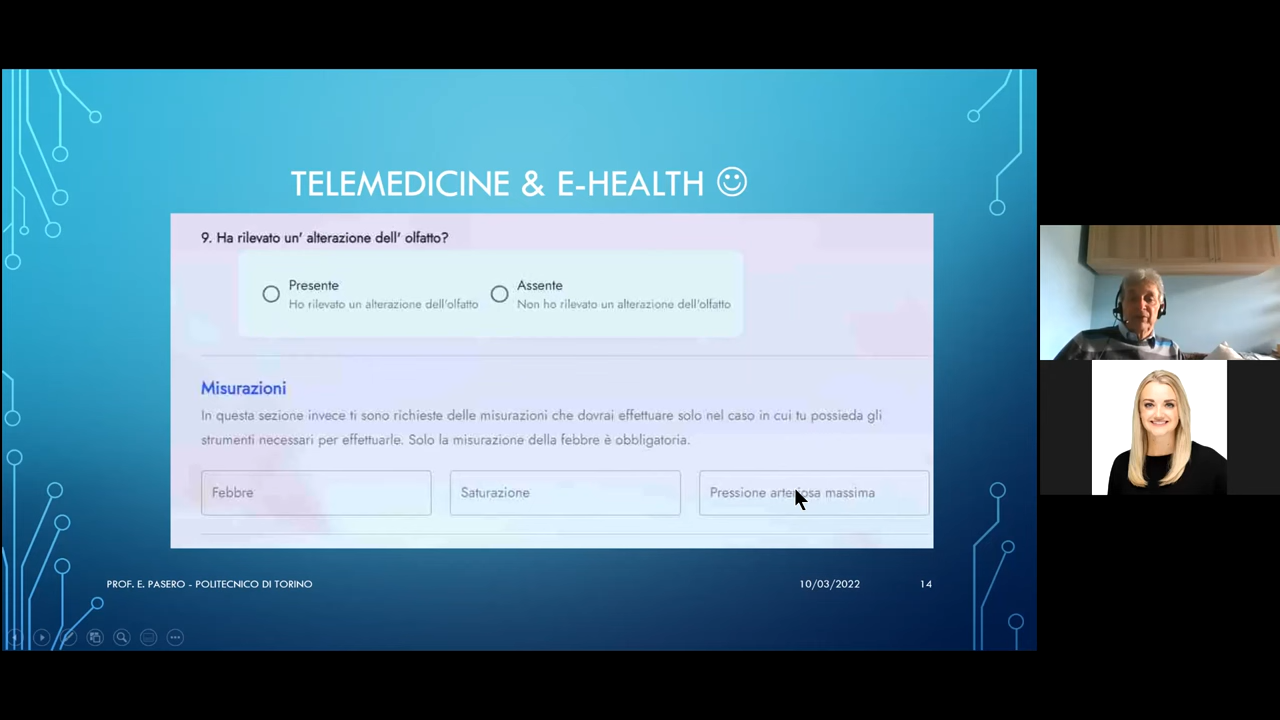 TELEMEDICINE & E-HEALTH ☺
9. Ha rilevato un' alterazione dell' olfatto?
Presente
Ho rilevato un alterazione dell'olfatto
Assente
Non ho rilevato un alterazione dell'olfatto
Misurazioni
In questa sezione invece ti sono richieste delle misurazioni che dovrai effettuare solo nel caso in cui tu possieda gli
strumenti necessari per effettuarle. Solo la misurazione della febbre è obbligatoria.
Febbre
Saturazione
Pressione arteriosa massima
PROF. E. PASERO - POLITECNICO DI TORINO
10/03/2022
14